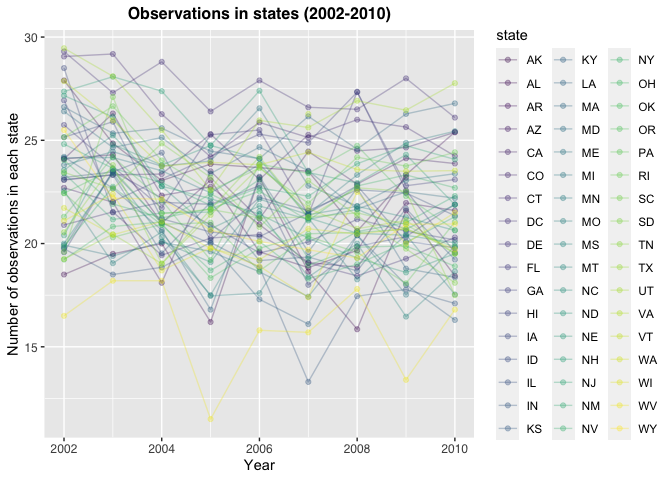 Observations in states (2002-2010)
Number of observations in each state
30
25
20
15
2002
2004
2006
2008
2010
Year
state
AK
AL
AR
AZ
CA
CO
CT
DC
DE
FL
GA
HI
IA
ID
IL
IN
KS
KY
LA
MA
MD
ME
MI
MN
MO
MS
MT
NC
ND
NE
NH
NJ
NM
NV
NY
OH
OK
OR
PA
RI
SC
SD
TN
TX
UT
VA
VT
WA
WI
WV
WY